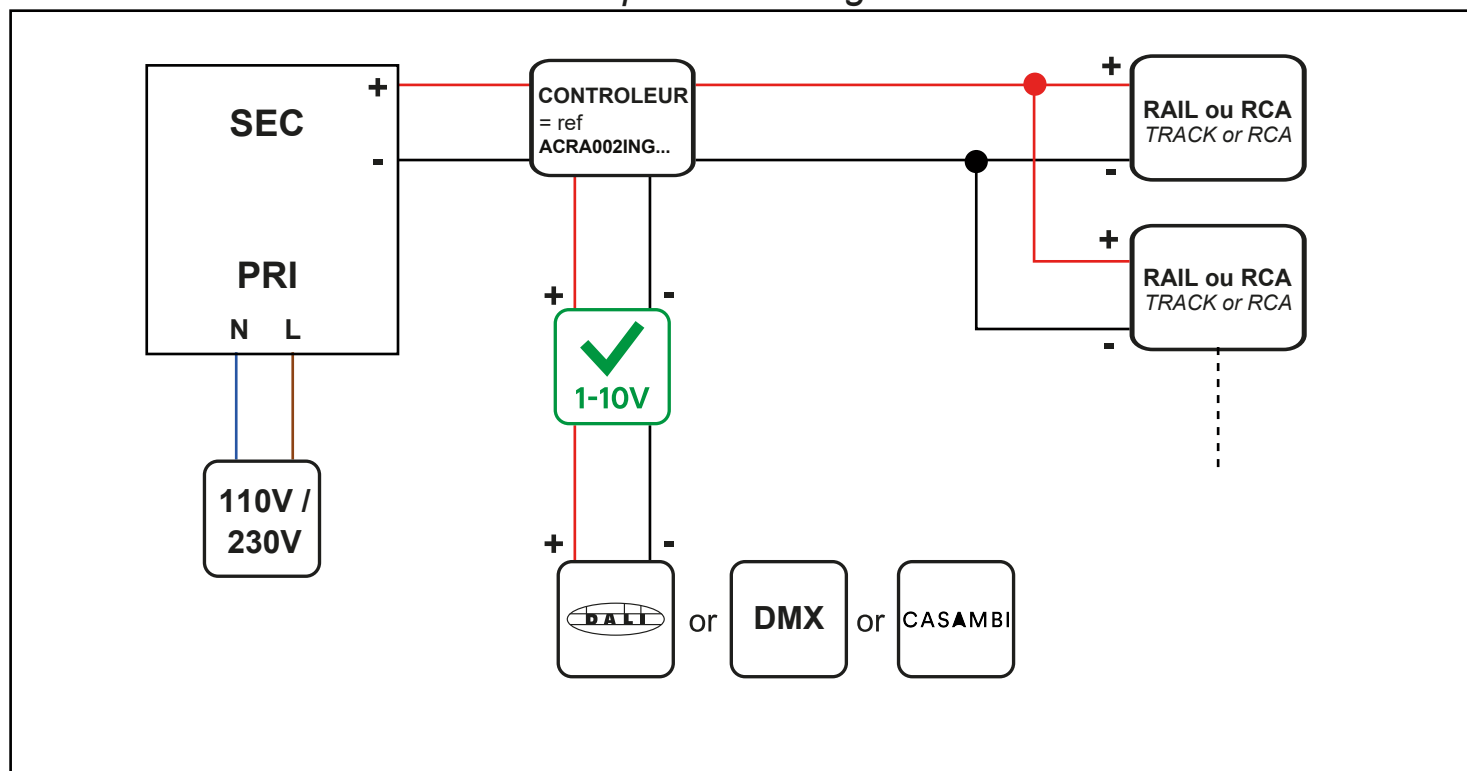 SEC
+
-
PRI
N L
110V /
230V
CONTROLEUR
= ref
ACRA002ING...
+ -
1-10V
+ -
DALI
or
DMX
or
CASAMBI
+
RAIL ou RCA
TRACK or RCA
-
+
RAIL ou RCA
TRACK or RCA
-